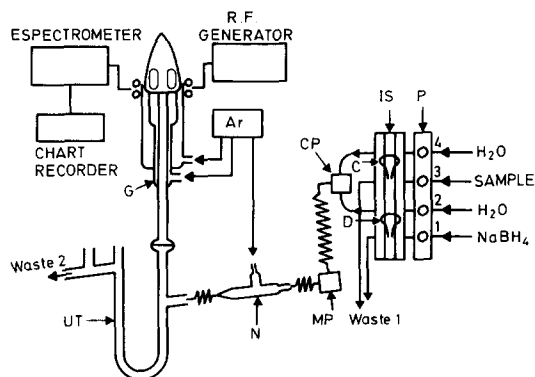 ESPECTROMETER
R.F.
GENERATOR
CHART
RECORDER
Ar
G
IS
P
CP
C
4
H2O
3
SAMPLE
D
2
H2O
1
NaBH4
Waste 2
UT
N
MP
Waste 1